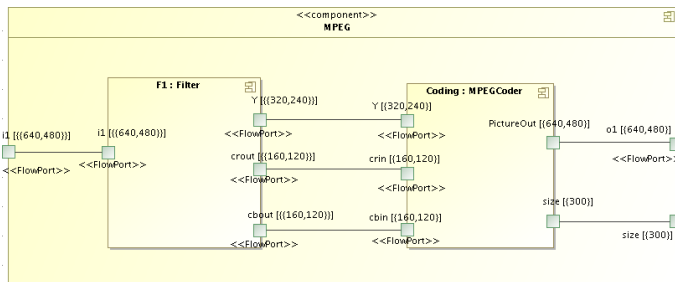 <<component>>
MPEG
F1 : Filter
Coding : MPEGCoder
i1 [{{640,480}}]
i1 [{{640,480}}]
<<FlowPort>>
<<FlowPort>>
Y [{{320,240}}]
<<FlowPort>>
crout [{{160,120}}]
<<FlowPort>>
cbout [{{160,120}}]
<<FlowPort>>
Y [{320,240}]
<<FlowPort>>
crin [{160,120}]
<<FlowPort>>
cbin [{160,120}]
<<FlowPort>>
PictureOut [{640,480}]
o1 [{640,480}]
<<FlowPort>
size [{300}]
size [{300}]